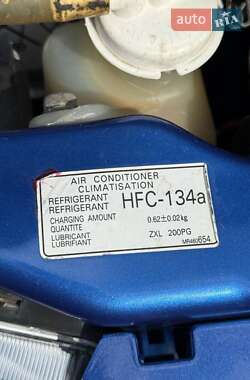 AUTO
RIA
AIR CONDITIONER
CLIMATISATION
REFRIGERANT
REFRIGERANT HFC-134a
CHARGING AMOUNT 0.62±0.02kg
QUANTITE
LUBRICANT ZXL 200PG
LUBRIFIANT MR460654